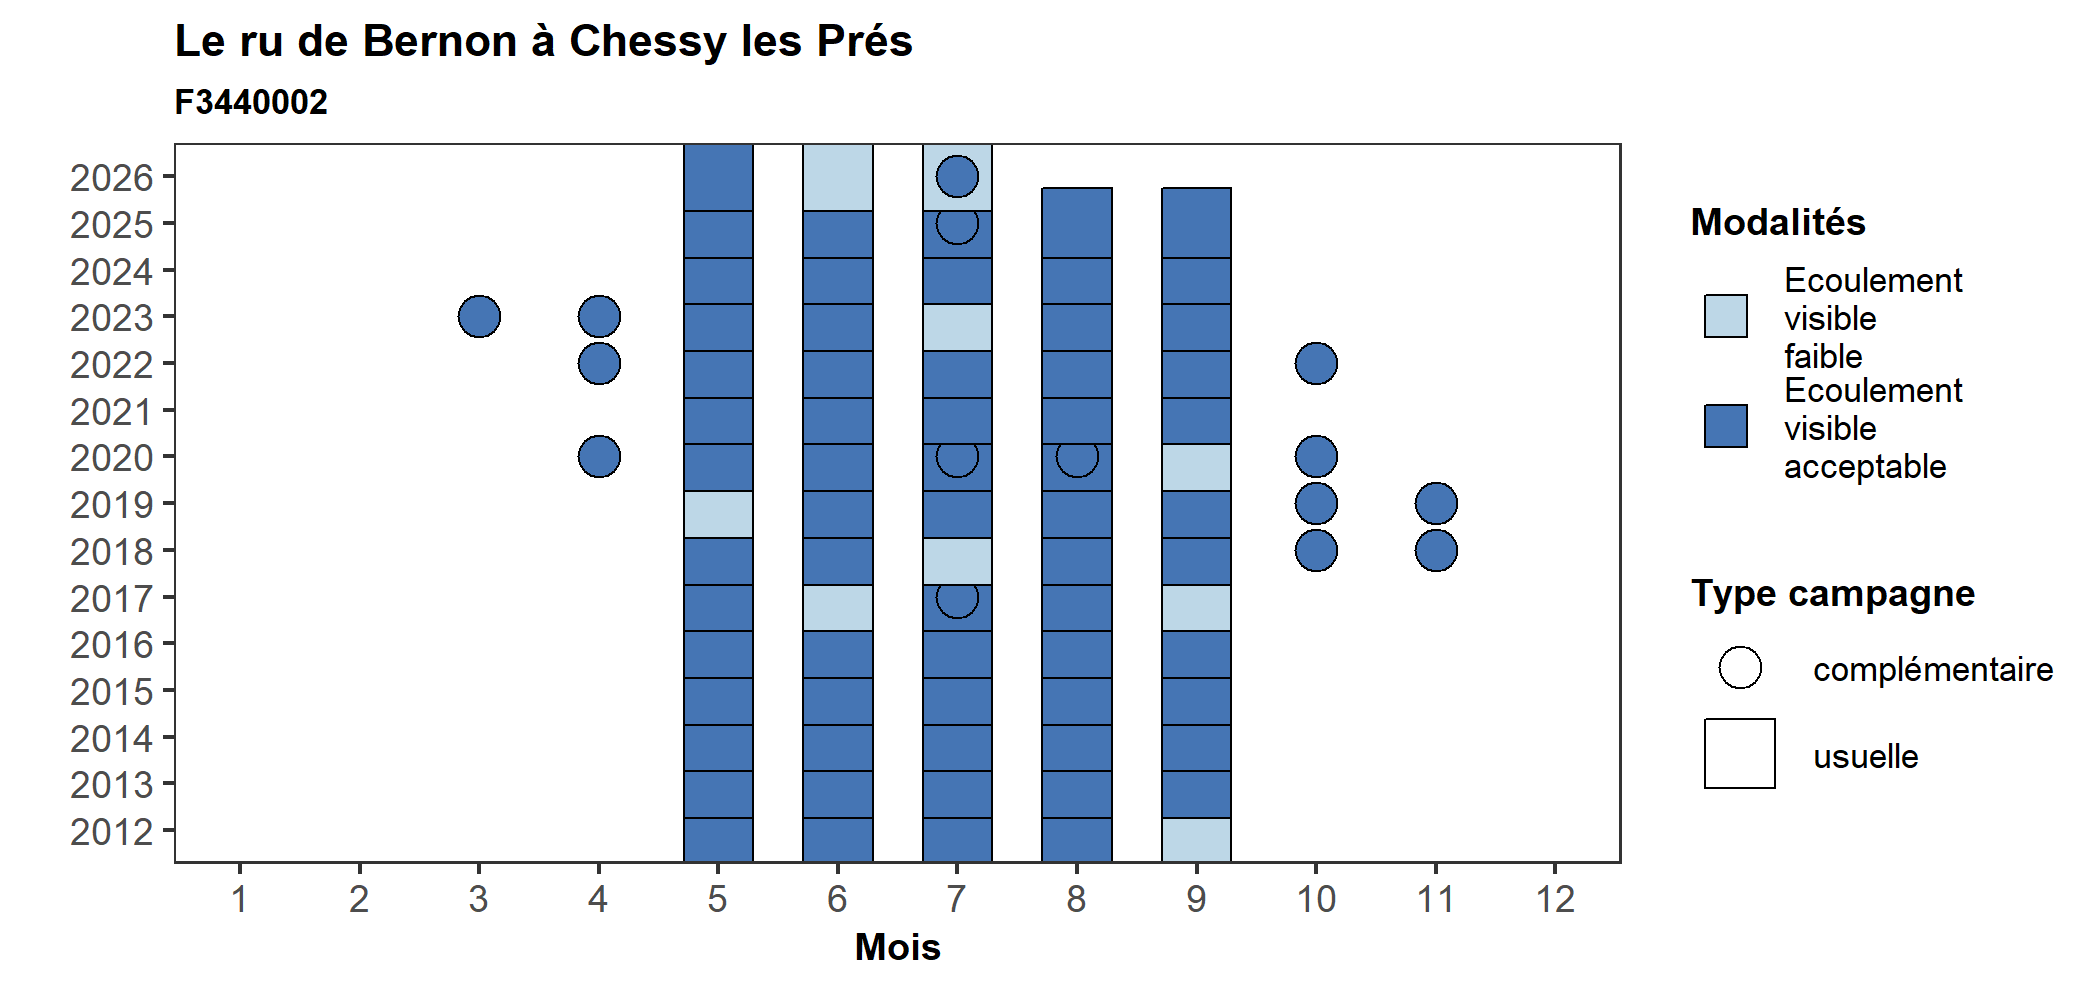 Le ru de Bernon à Chessy les Prés
F3440002
2026
2025
2024
2023
2022
2021
2020
2019
2018
2017
2016
2015
2014
2013
2012
1 2 3 4 5 6 7 8 9 10 11 12
Mois
Modalités
Ecoulement
visible
faible
Ecoulement
visible
acceptable
Type campagne
complémentaire
usuelle